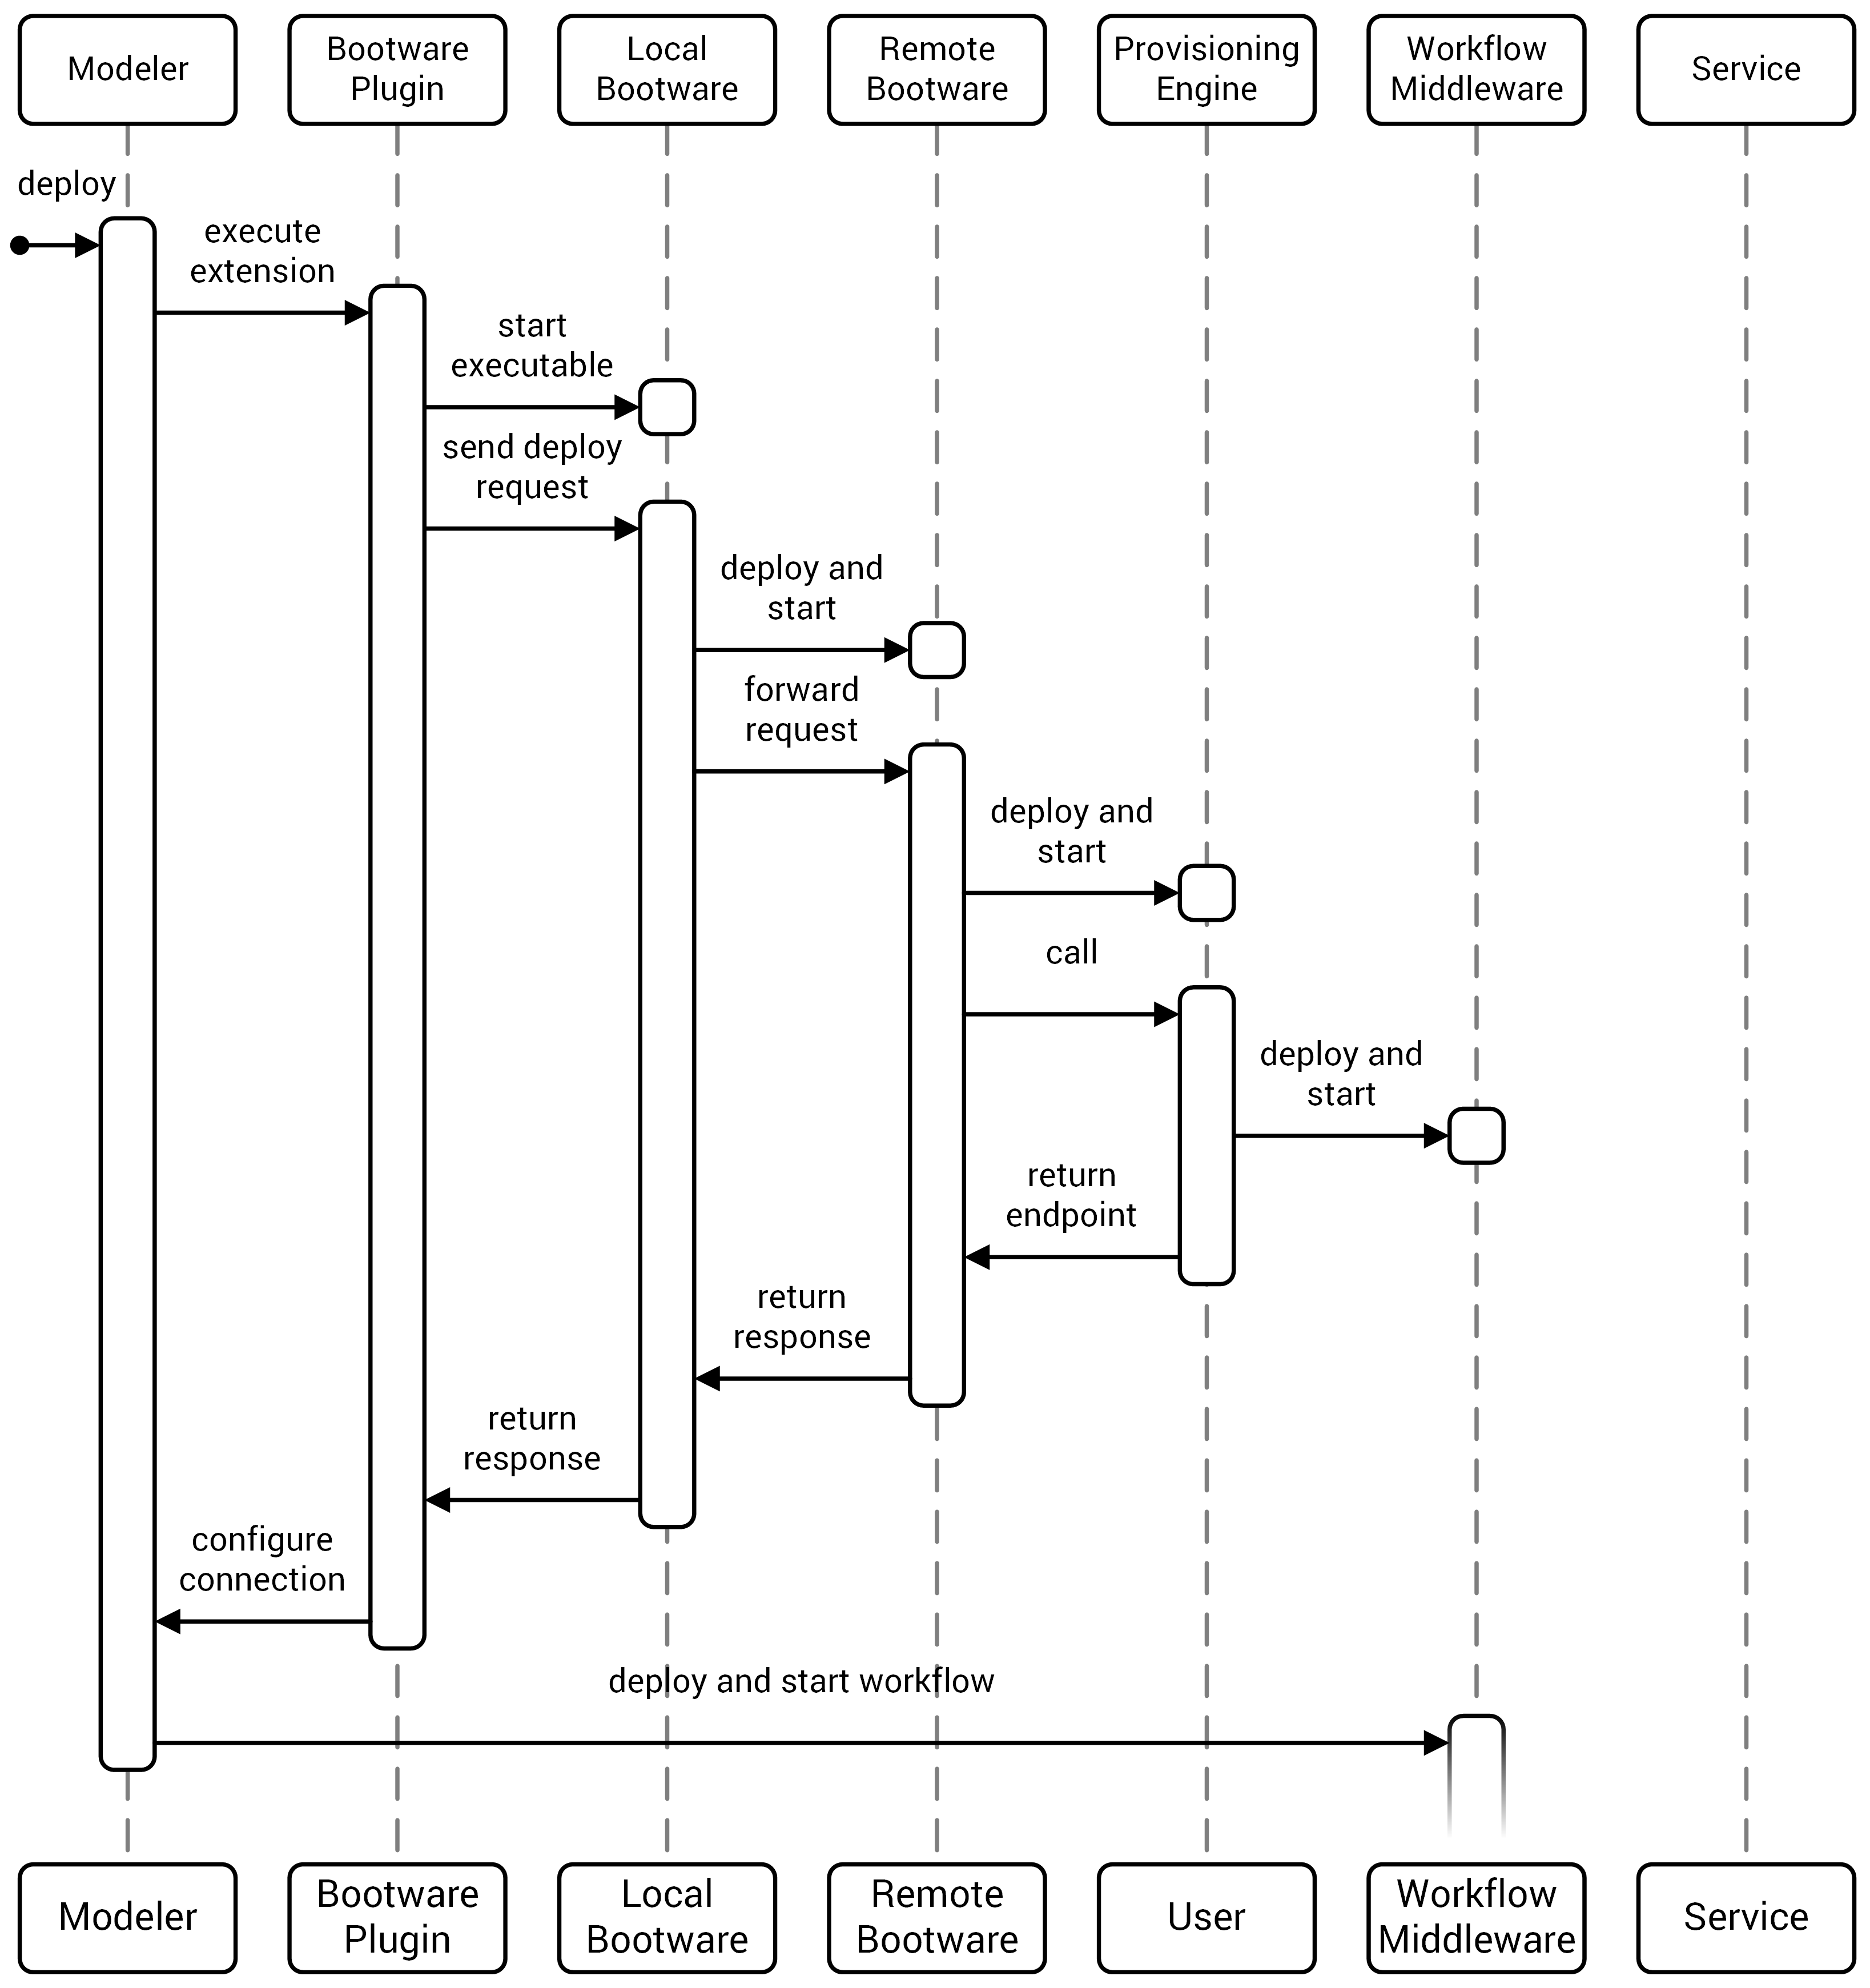 Modeler
Bootware
Plugin
Local
Bootware
Remote
Bootware
Provisioning
Engine
Workflow
Middleware
Service
deploy
execute
extension
start
executable
send deploy
request
deploy and
start
forward
request
deploy and
start
call
deploy and
start
return
endpoint
return
response
return
response
configure
connection
deploy and start workflow
Modeler
Bootware
Plugin
Local
Bootware
Remote
Bootware
User
Workflow
Middleware
Service